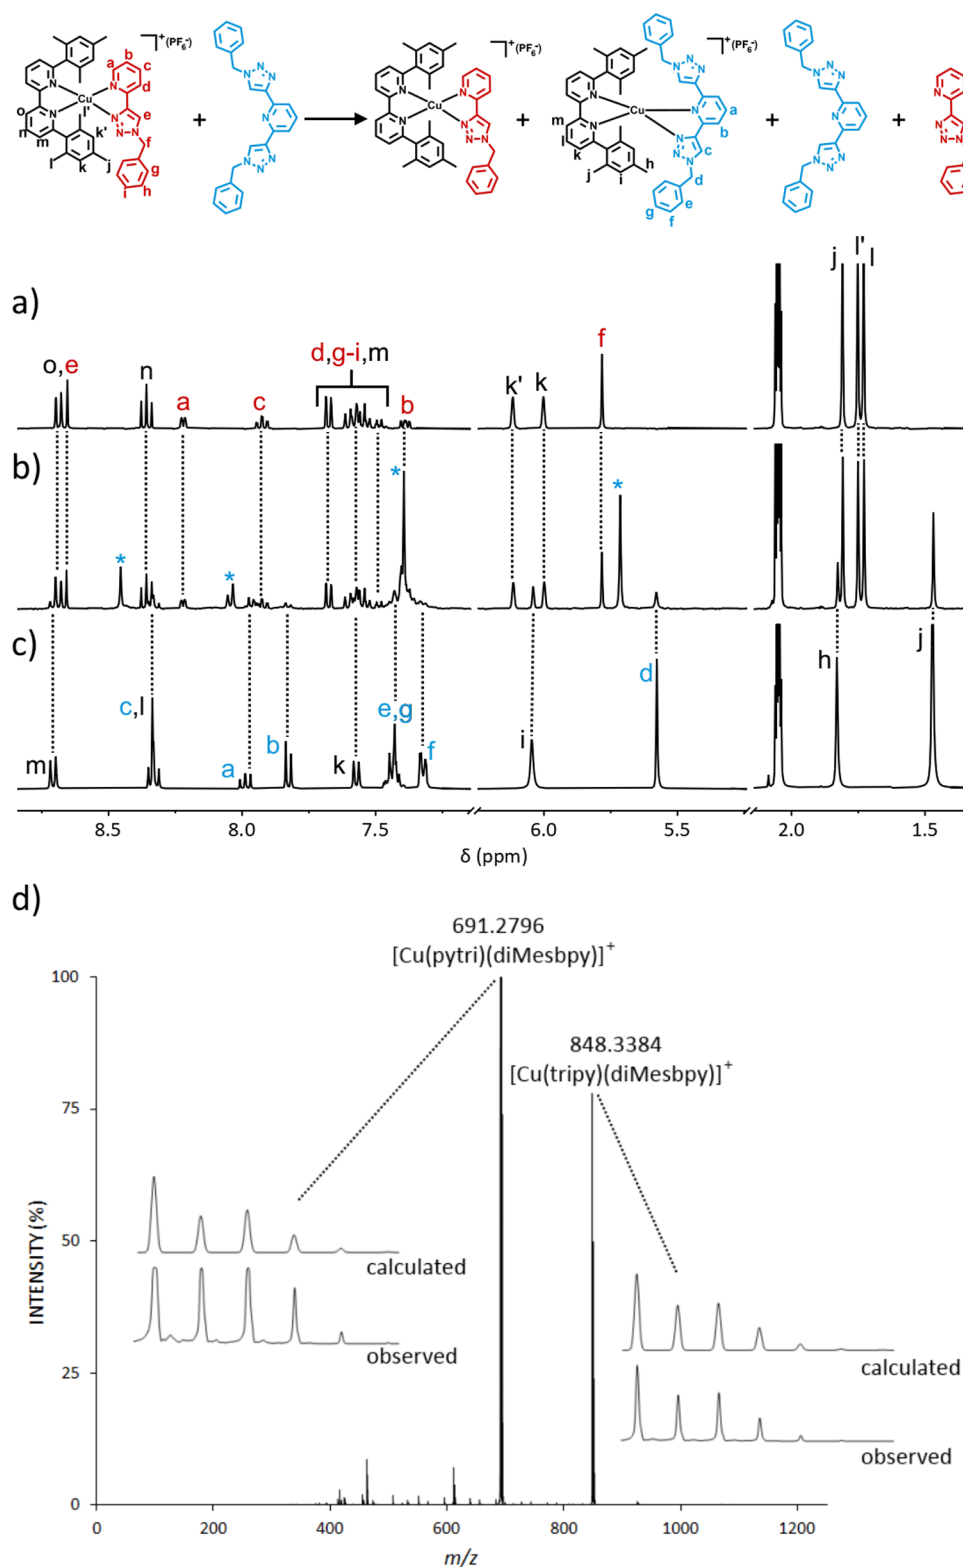 ⁺(PF₆⁻)
⁺(PF₆⁻)
⁺(PF₆⁻)
+
+
+
+
a)
o,e
n
a
c
d,g-i,m
b
k'
k
f
j
l'
l
b)
*
*
*
*
c)
m
c,l
a
b
k
e,g
f
i
d
h
j
8.5
8.0
7.5
6.0
5.5
2.0
1.5
δ (ppm)
d)
691.2796
[Cu(pytri)(diMesbpy)]⁺
848.3384
[Cu(tripy)(diMesbpy)]⁺
calculated
observed
calculated
observed
INTENSITY (%)
100
75
50
25
0
0
200
400
600
800
1000
1200
m/z